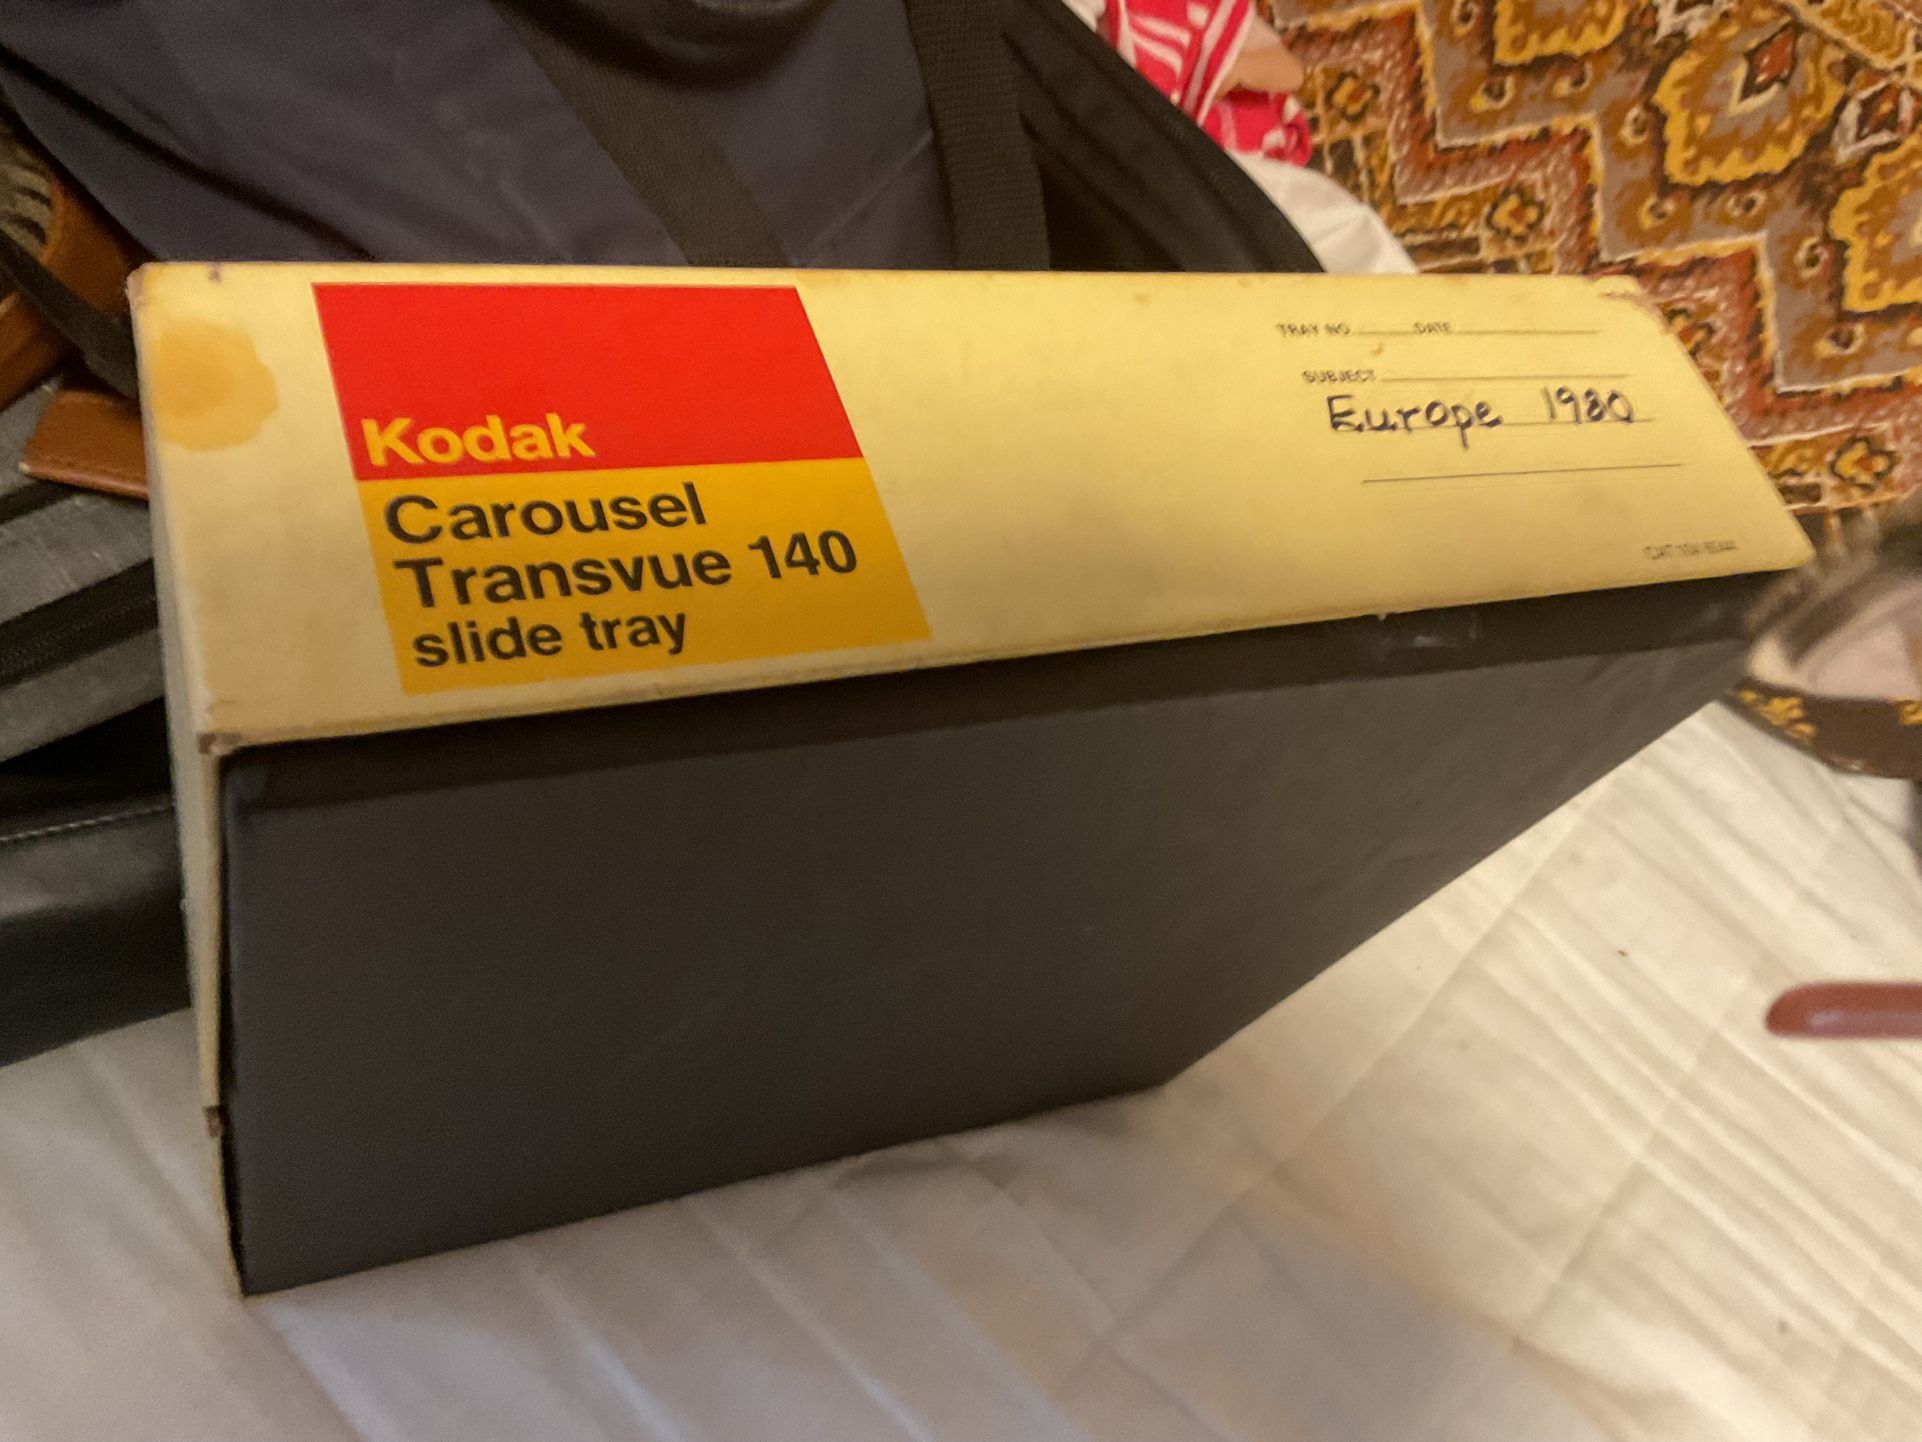 Kodak
Carousel
Transvue 140
slide tray
TRAY NO DATE
SUBJECT
Europe 1980